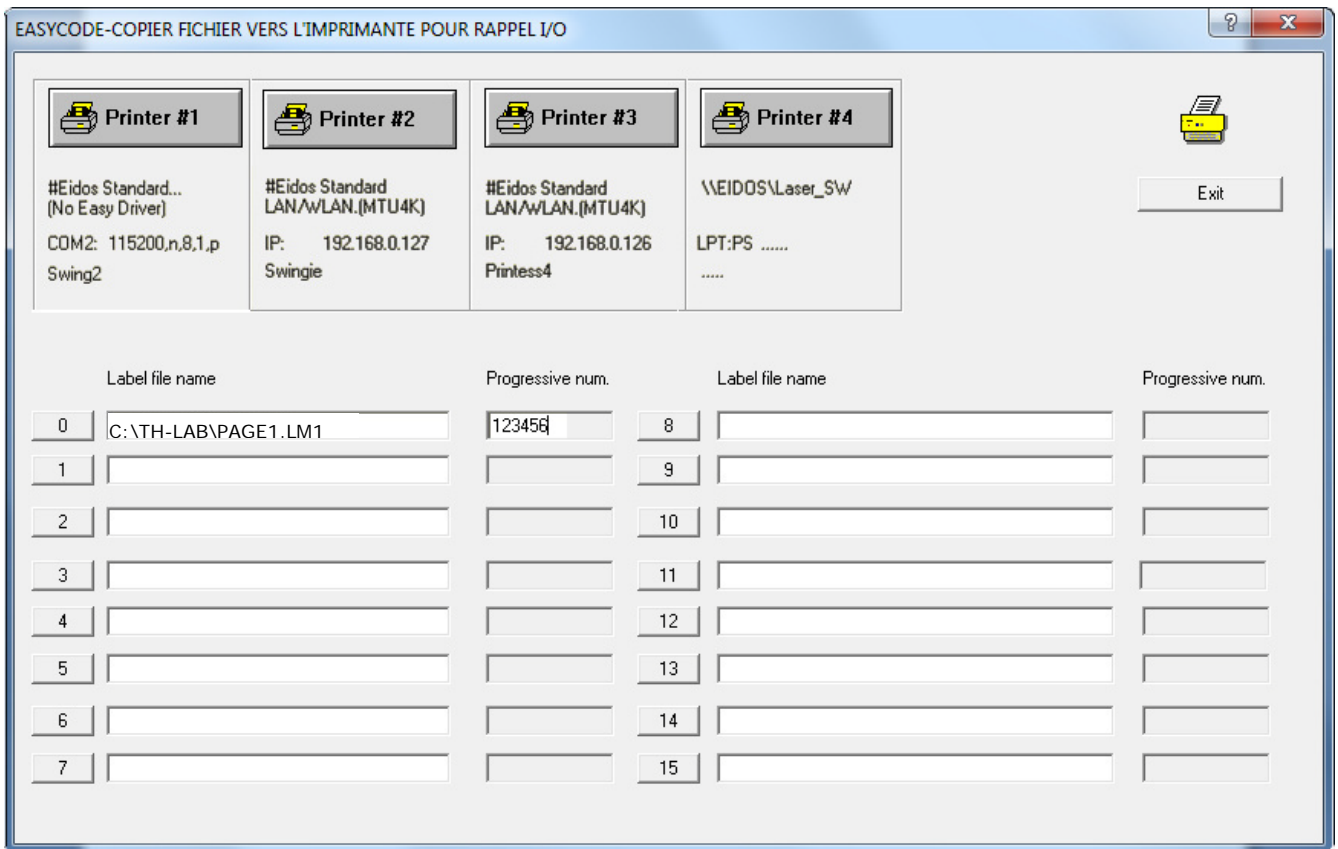 EASYCODE-COPIER FICHIER VERS L'IMPRIMANTE POUR RAPPEL I/O
Printer #1
#Eidos Standard...
(No Easy Driver)
COM2: 115200,n,8,1,p
Swing2
Printer #2
#Eidos Standard
LAN/WLAN.(MTU4K)
IP: 192.168.0.127
Swingie
Printer #3
#Eidos Standard
LAN/WLAN.(MTU4K)
IP: 192.168.0.126
Printess4
Printer #4
\\EIDOS\Laser_SW
LPT:PS ......
.....
Exit
Label file name Progressive num. Label file name Progressive num.
0 C:\TH-LAB\PAGE1.LM1 123456 8
1 9
2 10
3 11
4 12
5 13
6 14
7 15